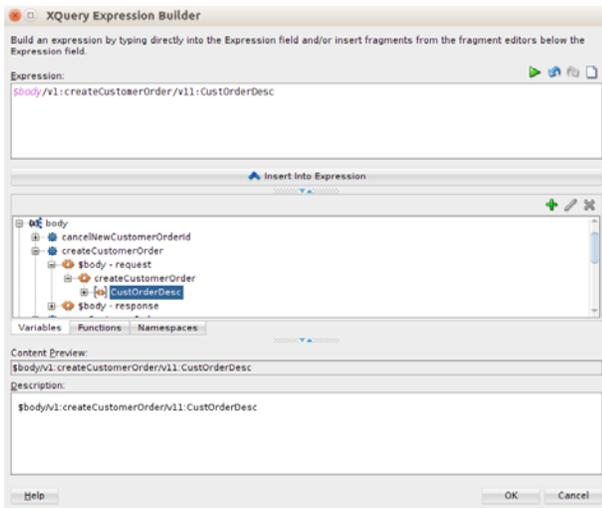 XQuery Expression Builder
Build an expression by typing directly into the Expression field and/or insert fragments from the fragment editors below the
Expression field.
Expression:
$body/v1:createCustomerOrder/v11:CustOrderDesc
Insert Into Expression
body
cancelNewCustomerOrderId
createCustomerOrder
$body - request
createCustomerOrder
CustOrderDesc
$body - response
Variables Functions Namespaces
Content Preview:
$body/v1:createCustomerOrder/v11:CustOrderDesc
Description:
$body/v1:createCustomerOrder/v11:CustOrderDesc
Help OK Cancel